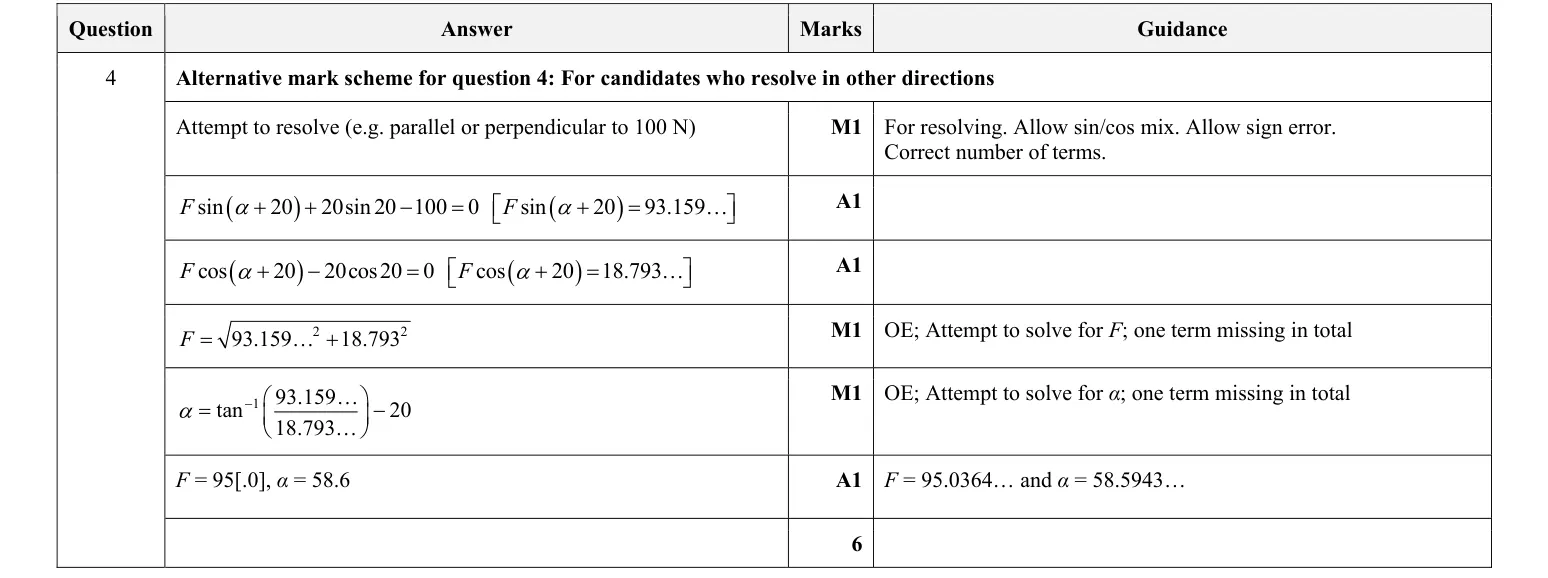 Question Answer Marks Guidance
4 Alternative mark scheme for question 4: For candidates who resolve in other directions
Attempt to resolve (e.g. parallel or perpendicular to 100 N) M1 For resolving. Allow sin/cos mix. Allow sign error.
Correct number of terms.
F sin(α + 20) + 20sin 20 − 100 = 0 [F sin(α + 20) = 93.159…] A1
F cos(α + 20) − 20cos20 = 0 [F cos(α + 20) = 18.793…] A1
F = √(93.159…² + 18.793²) M1 OE; Attempt to solve for F; one term missing in total
α = tan⁻¹(93.159…/18.793…) − 20 M1 OE; Attempt to solve for α; one term missing in total
F = 95[.0], α = 58.6 A1 F = 95.0364… and α = 58.5943…
6